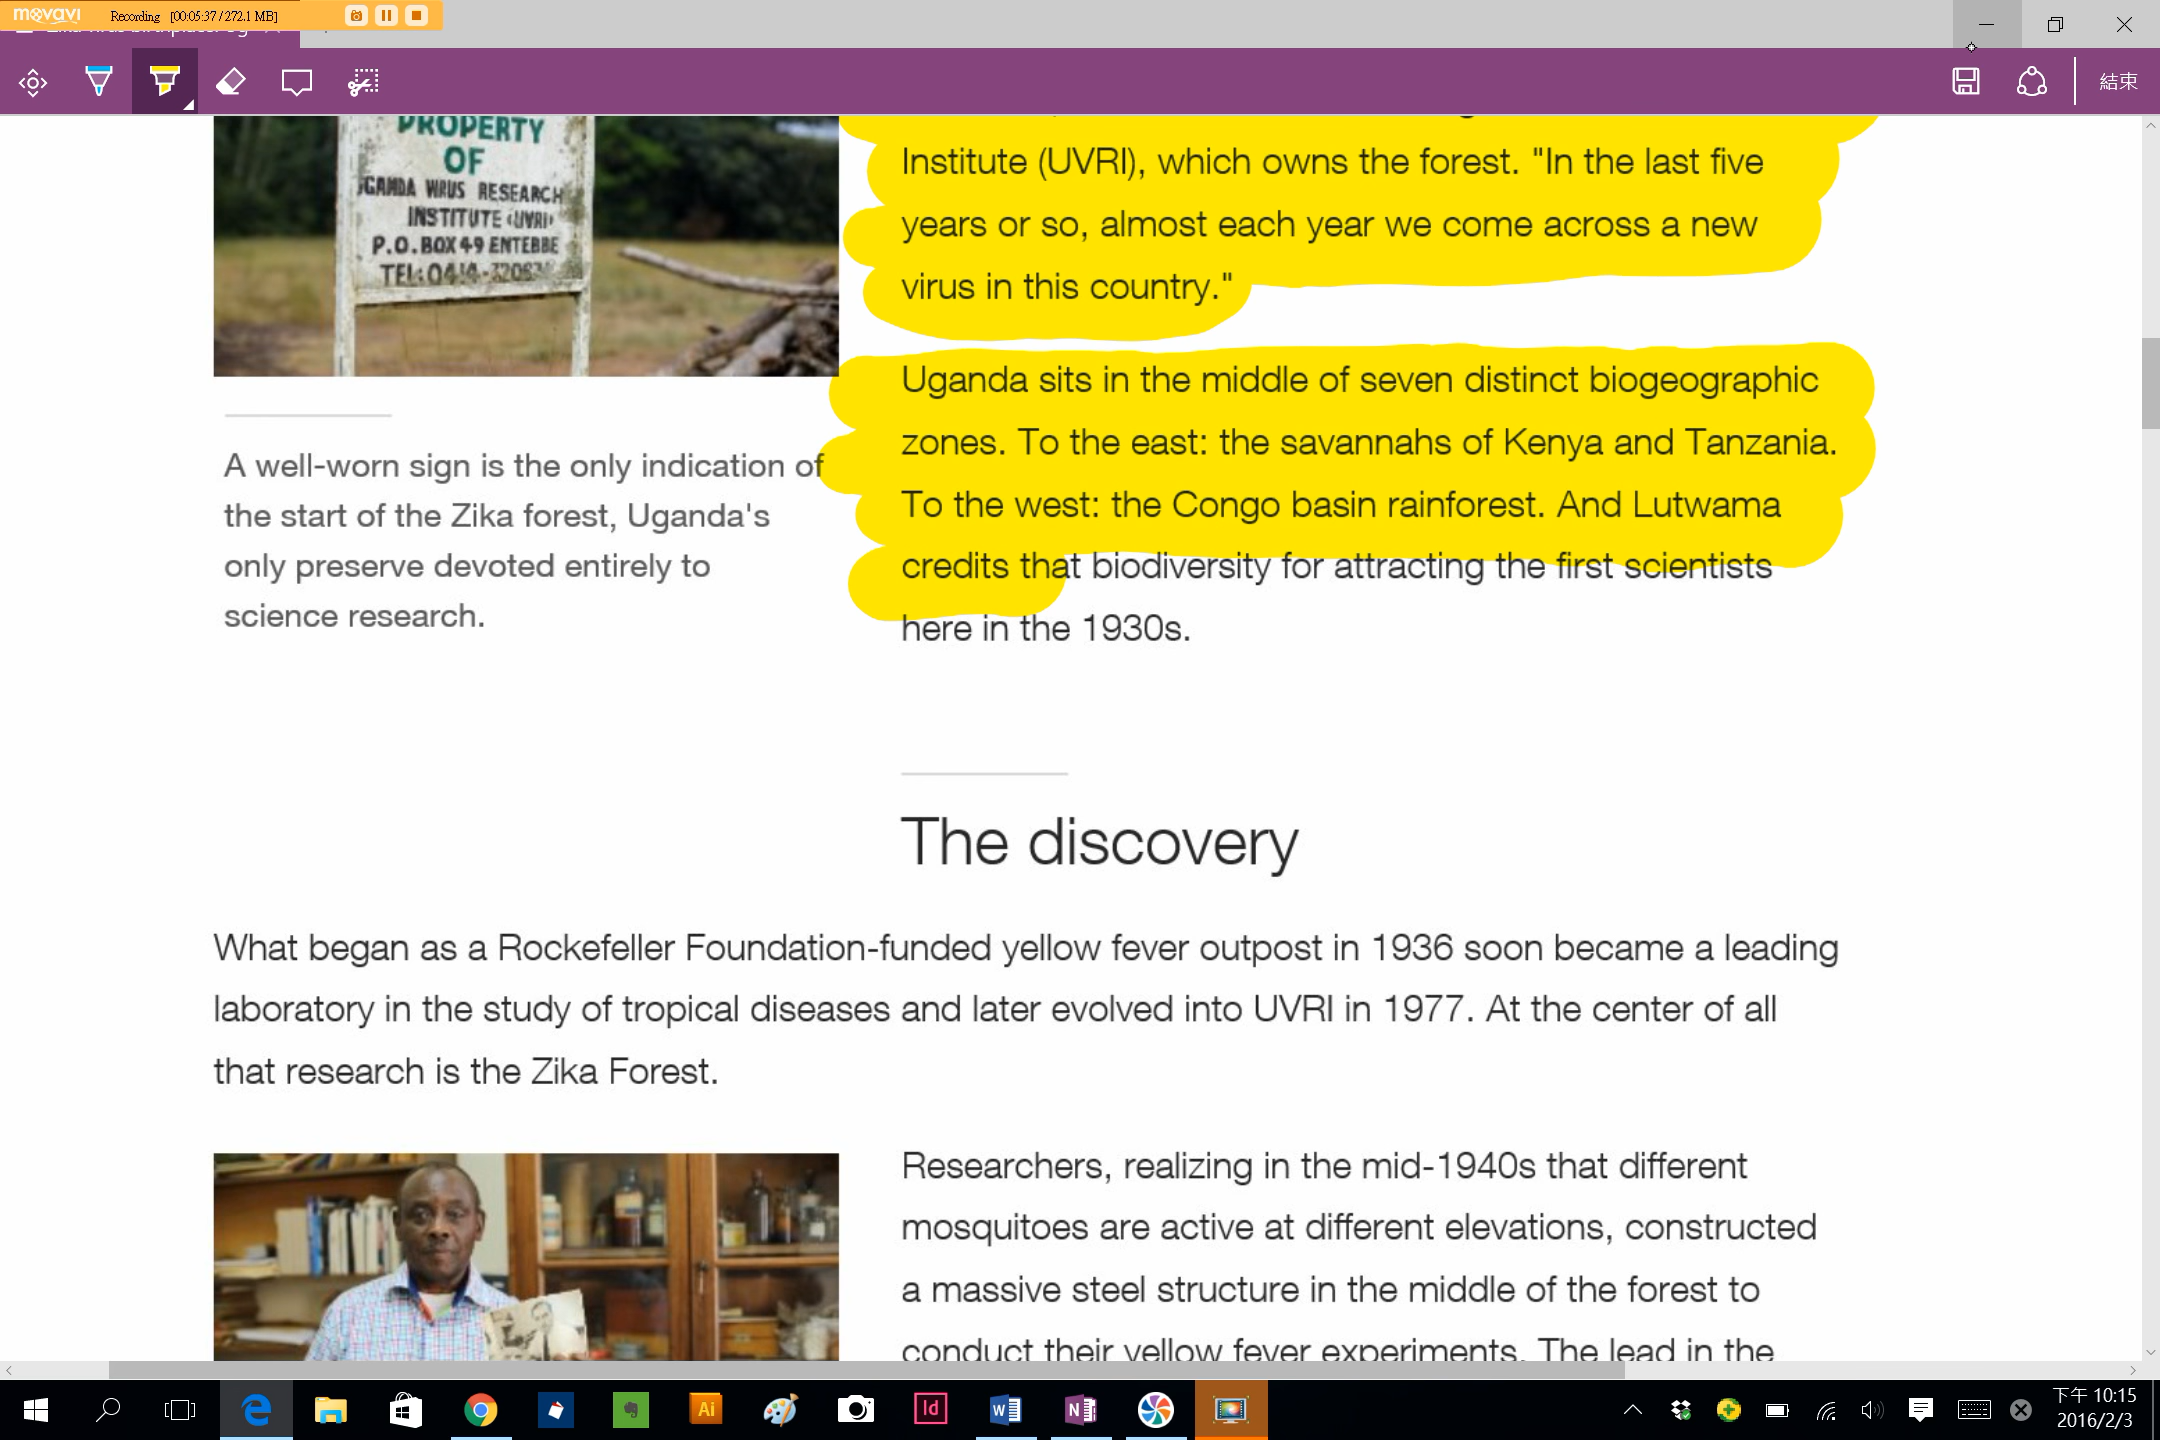 movavi Recording [00:05:37 / 272.1 MB]
結束
PROPERTY
OF
UGANDA VIRUS RESEARCH
INSTITUTE (UVRI)
P.O. BOX 49 ENTEBBE
A well-worn sign is the only indication of
the start of the Zika forest, Uganda's
only preserve devoted entirely to
science research.
Institute (UVRI), which owns the forest. "In the last five
years or so, almost each year we come across a new
virus in this country."
Uganda sits in the middle of seven distinct biogeographic
zones. To the east: the savannahs of Kenya and Tanzania.
To the west: the Congo basin rainforest. And Lutwama
credits that biodiversity for attracting the first scientists
here in the 1930s.
The discovery
What began as a Rockefeller Foundation-funded yellow fever outpost in 1936 soon became a leading
laboratory in the study of tropical diseases and later evolved into UVRI in 1977. At the center of all
that research is the Zika Forest.
Researchers, realizing in the mid-1940s that different
mosquitoes are active at different elevations, constructed
a massive steel structure in the middle of the forest to
conduct their yellow fever experiments. The lead in the
Ai
Id
下午 10:15
2016/2/3